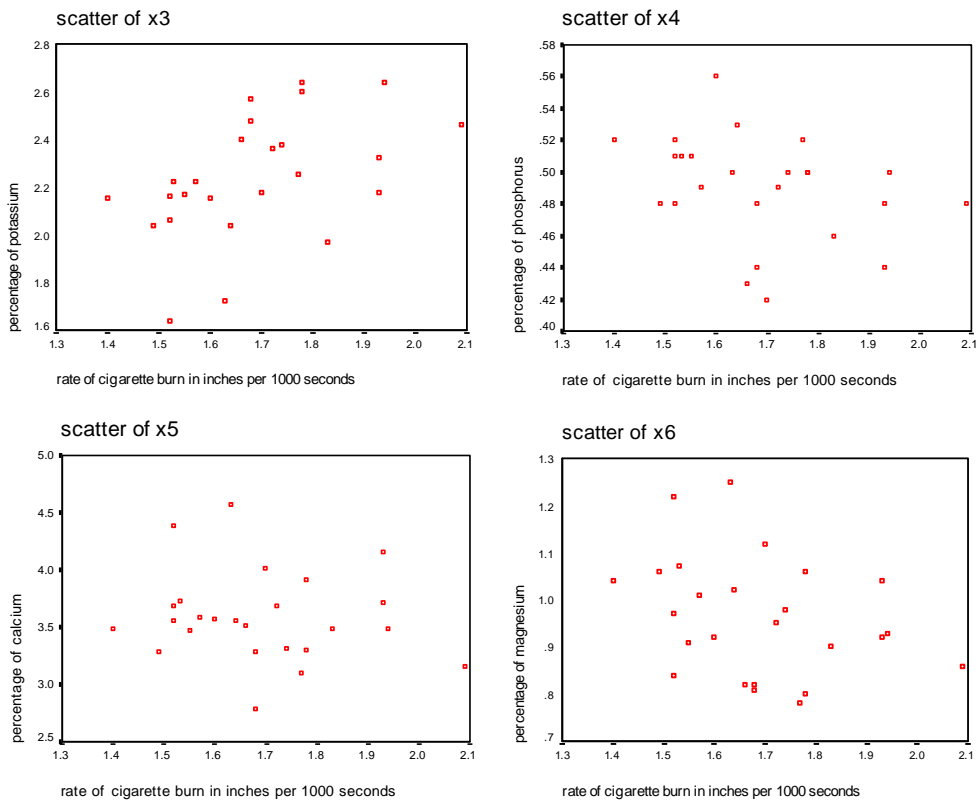 scatter of x3
2.8
2.6
2.4
2.2
2.0
1.8
1.6
percentage of potassium
1.3 1.4 1.5 1.6 1.7 1.8 1.9 2.0 2.1
rate of cigarette burn in inches per 1000 seconds
scatter of x4
.58
.56
.54
.52
.50
.48
.46
.44
.42
.40
percentage of phosphorus
1.3 1.4 1.5 1.6 1.7 1.8 1.9 2.0 2.1
rate of cigarette burn in inches per 1000 seconds
scatter of x5
5.0
4.5
4.0
3.5
3.0
2.5
percentage of calcium
1.3 1.4 1.5 1.6 1.7 1.8 1.9 2.0 2.1
rate of cigarette burn in inches per 1000 seconds
scatter of x6
1.3
1.2
1.1
1.0
.9
.8
.7
percentage of magnesium
1.3 1.4 1.5 1.6 1.7 1.8 1.9 2.0 2.1
rate of cigarette burn in inches per 1000 seconds